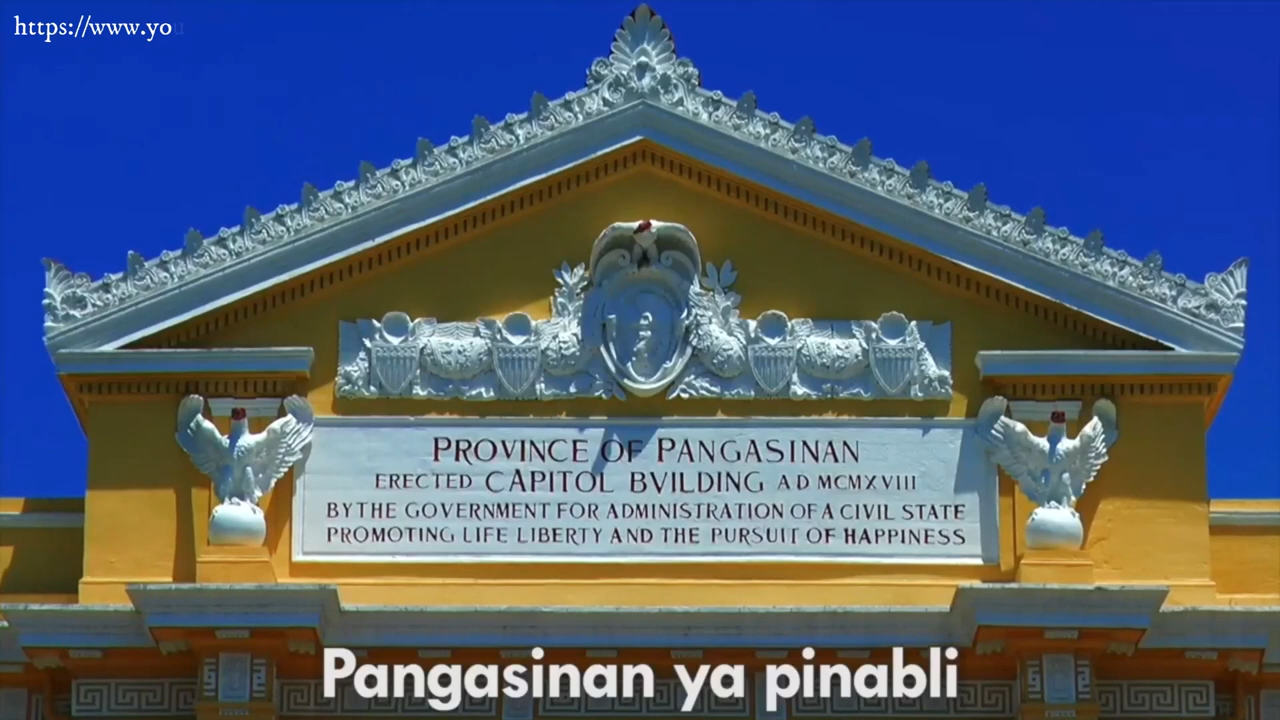 https://www.you
PROVINCE OF PANGASINAN
ERECTED CAPITOL BVILDING A D MCMXVIII
BY THE GOVERNMENT FOR ADMINISTRATION OF A CIVIL STATE
PROMOTING LIFE LIBERTY AND THE PURSUIT OF HAPPINESS
Pangasinan ya pinabli